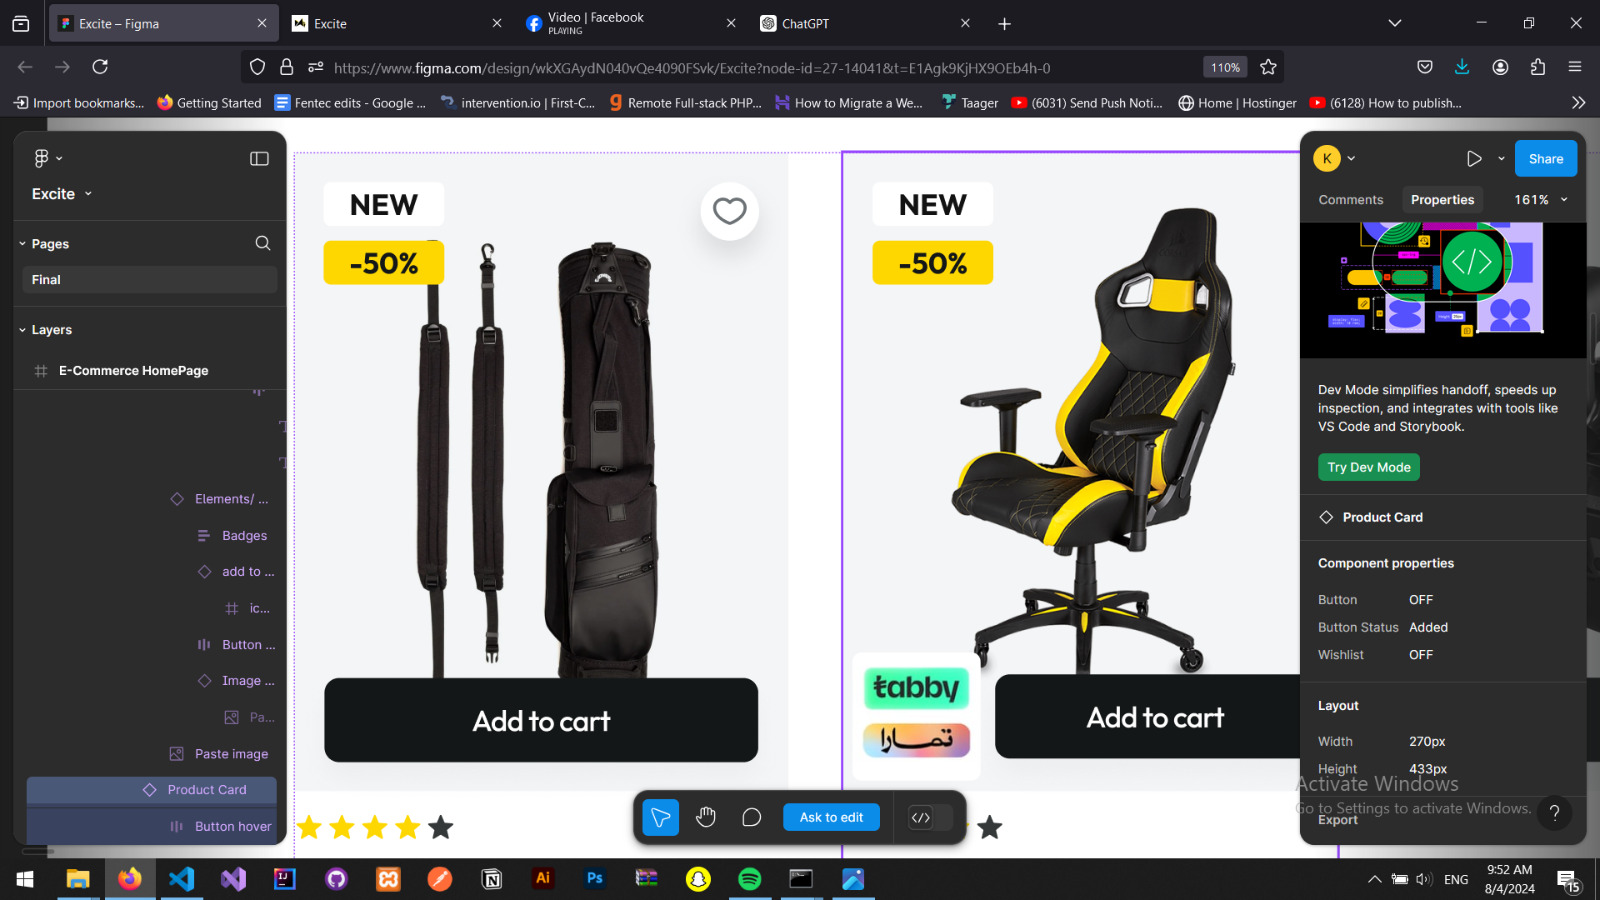 Excite – Figma
Excite
Video | Facebook
PLAYING
ChatGPT
https://www.figma.com/design/wkXGAydN040vQe4090FSvk/Excite?node-id=27-14041&t=E1Agk9KjHX9OEb4h-0
110%
Import bookmarks...
Getting Started
Fentec edits - Google ...
intervention.io | First-C...
Remote Full-stack PHP...
How to Migrate a We...
Taager
(6031) Send Push Noti...
Home | Hostinger
(6128) How to publish...
Excite
Pages
Final
Layers
E-Commerce HomePage
Elements/ ...
Badges
add to ...
ic...
Button ...
Image ...
Pa...
Paste image
Product Card
Button hover
NEW
-50%
Add to cart
NEW
-50%
tabby
تمارا
Add to cart
Ask to edit
K
Share
Comments
Properties
161%
Dev Mode simplifies handoff, speeds up
inspection, and integrates with tools like
VS Code and Storybook.
Try Dev Mode
Product Card
Component properties
Button OFF
Button Status Added
Wishlist OFF
Layout
Width 270px
Height 433px
Activate Windows
Go to Settings to activate Windows.
Export
?
IJ
Ai
Ps
ENG
9:52 AM
8/4/2024
15